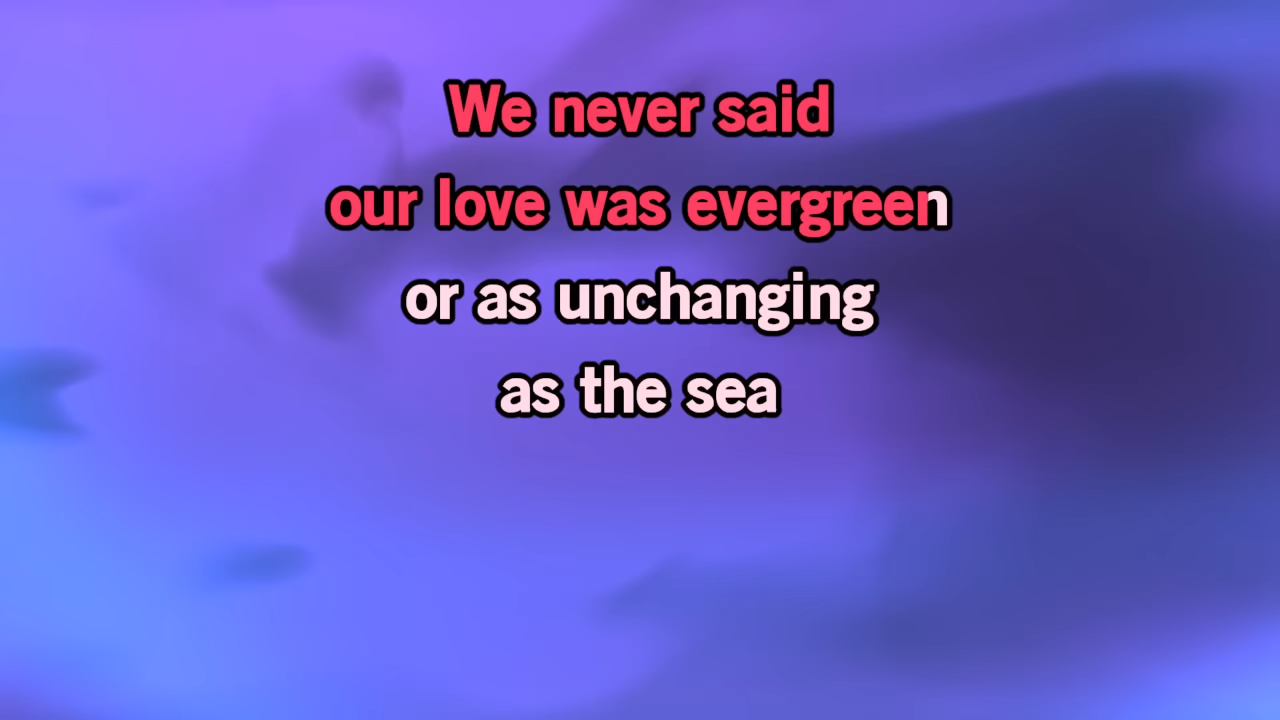 We never said
our love was evergreen
or as unchanging
as the sea